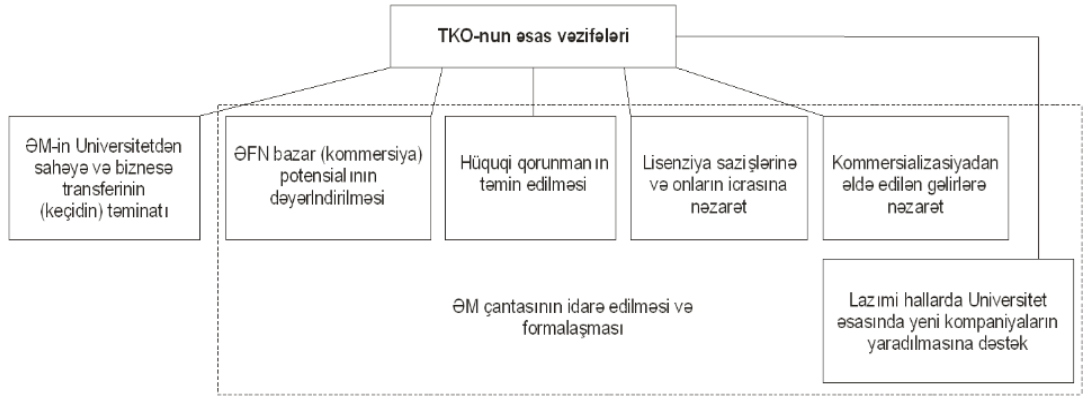 TKO-nun əsas vəzifələri
ƏM-in Universitetdən
sahəyə və biznesə
transferinin
(keçidin) təminatı
ƏFN bazar (kommersiya)
potensialının
dəyərlndirilməsi
Hüquqi qorunmanın
təmin edilməsi
Lisenziya sazişlərinə
və onların icrasına
nəzarət
Kommersializasiyadan
əldə edilən gəlirlərə
nəzarət
ƏM çantasının idarə edilməsi və
formalaşması
Lazımi hallarda Universitet
əsasında yeni kompaniyaların
yaradılmasına dəstək